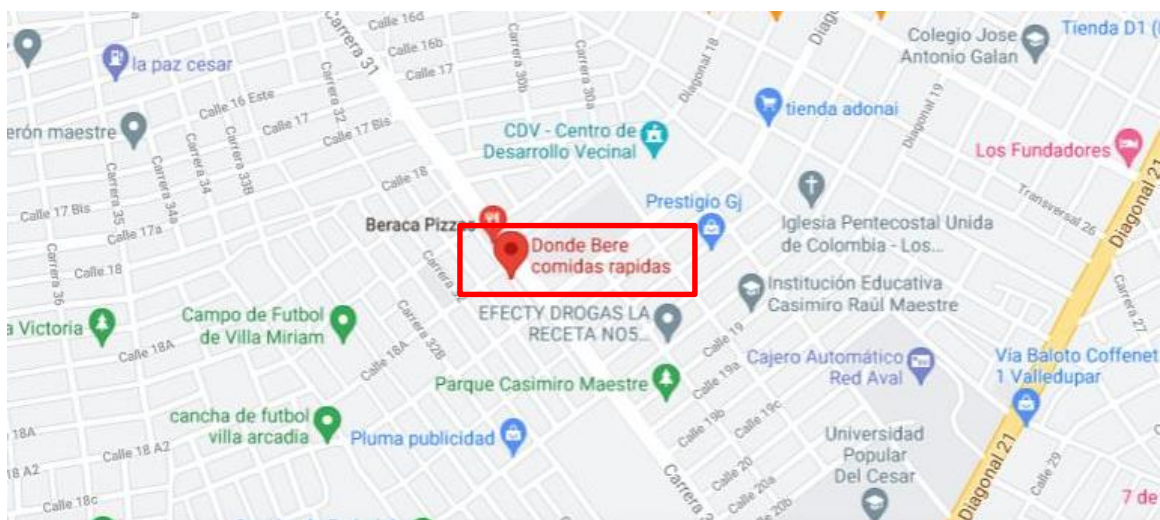 Calle 16d
Carrera 31
Calle 16b
Carrera 30b
Carrera 30a
Calle 17
Diagonal 18
Colegio Jose
Antonio Galan
Tienda D1
la paz cesar
Calle 16 Este
Carrera 32
tienda adonai
Diagonal 19
erón maestre
Calle 17
Calle 17 Bis
Carrera 33B
Carrera 34
CDV - Centro de
Desarrollo Vecinal
Los Fundadores
Diagonal 21
Transversal 26
Carrera 35
Carrera 34a
Calle 18
Prestigio Gj
Calle 17 Bis
Calle 17a
Beraca Pizzas
Iglesia Pentecostal Unida
de Colombia - Los...
Donde Bere
comidas rapidas
Carrera 36
Calle 18
Carrera 32
Institución Educativa
Casimiro Raúl Maestre
Carrera 27
a Victoria
Campo de Futbol
de Villa Miriam
EFECTY DROGAS LA
RECETA NO5...
Calle 18A
Carrera 32B
Calle 18A
Calle 19
Calle 19a
Cajero Automático
Red Aval
Vía Baloto Coffenet
1 Valledupar
Parque Casimiro Maestre
cancha de futbol
villa arcadia
Pluma publicidad
Calle 19b
Calle 19c
Universidad
Popular
Del Cesar
18A
Calle 18 A2
18 A2
Calle 20
Calle 20a
Calle 20b
Carrera
Diagonal 21
Calle 29
Calle 18c
7 de